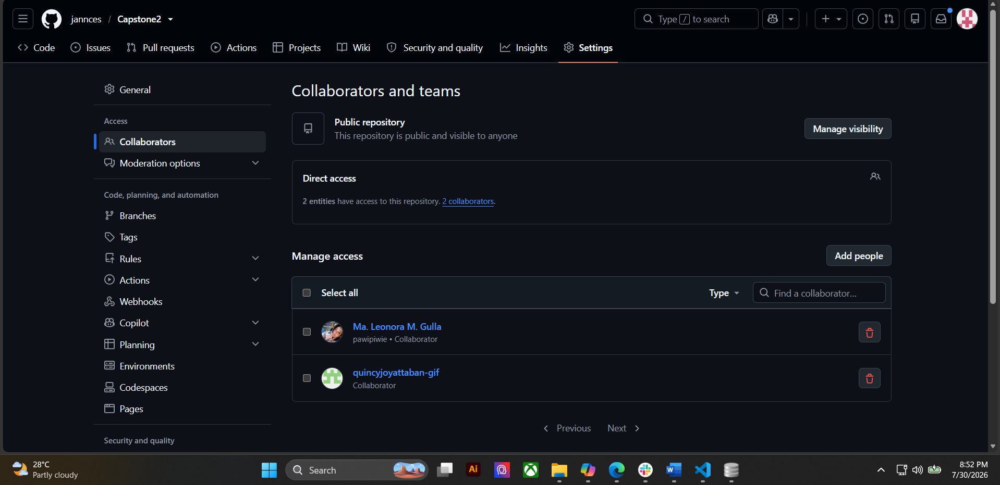 jannces / Capstone2
Type / to search
Code
Issues
Pull requests
Actions
Projects
Wiki
Security and quality
Insights
Settings
General
Access
Collaborators
Moderation options
Code, planning, and automation
Branches
Tags
Rules
Actions
Webhooks
Copilot
Planning
Environments
Codespaces
Pages
Security and quality
Collaborators and teams
Public repository
This repository is public and visible to anyone
Manage visibility
Direct access
2 entities have access to this repository. 2 collaborators.
Manage access
Add people
Select all
Type
Find a collaborator...
Ma. Leonora M. Gulla
pawipiwie • Collaborator
quincyjoyattaban-gif
Collaborator
Previous
Next
28°C
Partly cloudy
Search
Ai
W
8:52 PM
7/30/2026